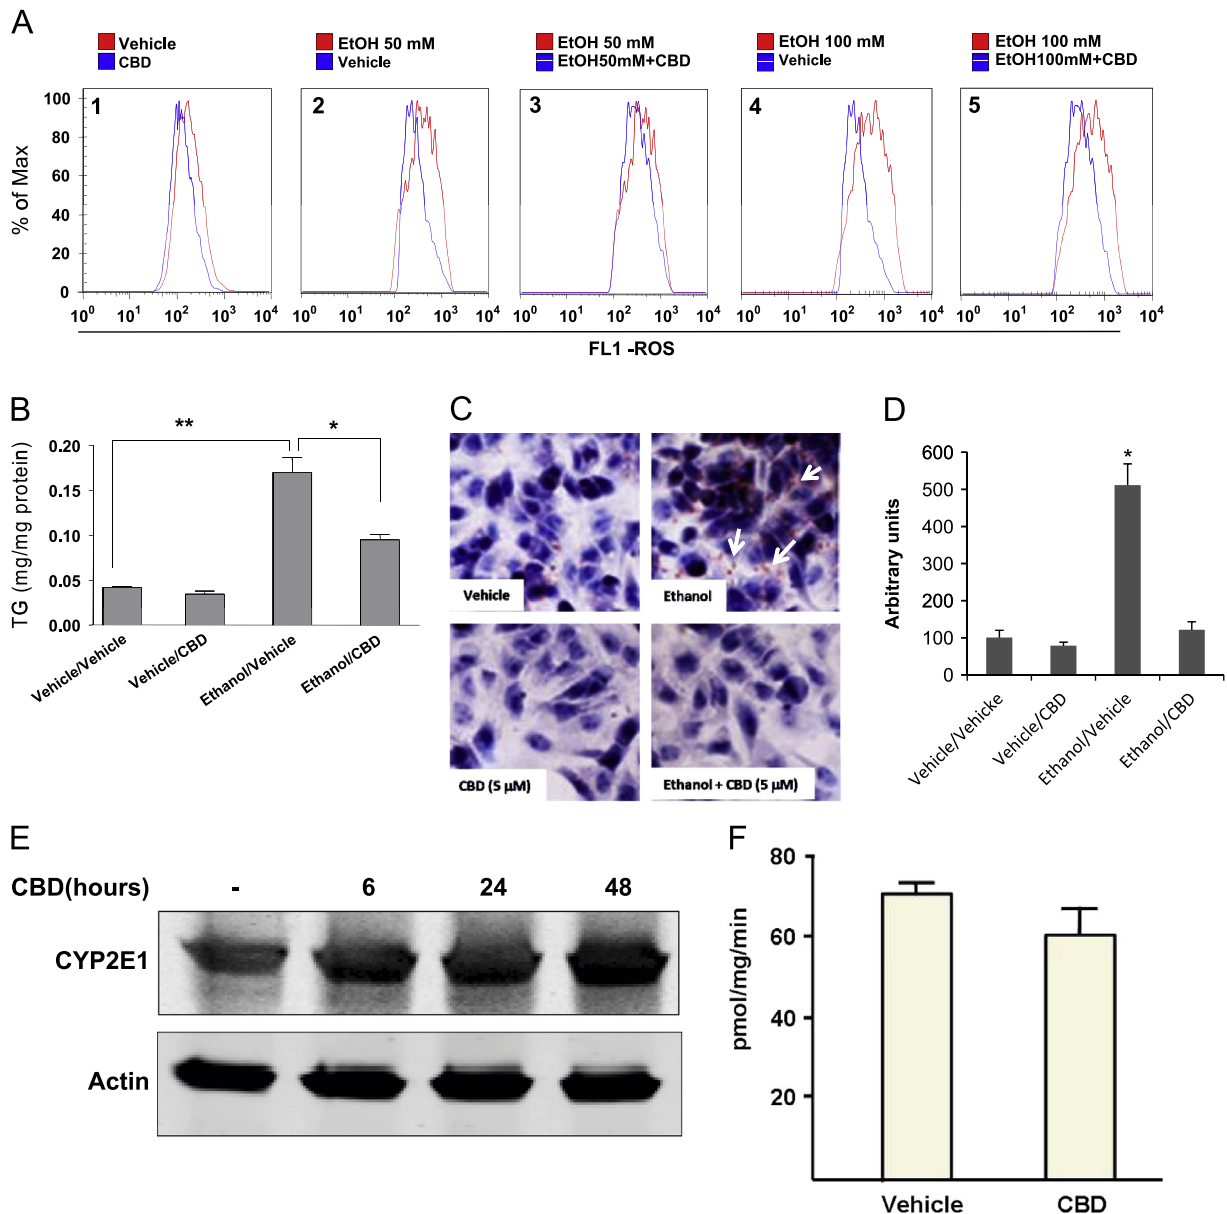 A
Vehicle
CBD
EtOH 50 mM
Vehicle
EtOH 50 mM
EtOH50mM+CBD
EtOH 100 mM
Vehicle
EtOH 100 mM
EtOH100mM+CBD
% of Max
100
80
60
40
20
0
1
2
3
4
5
10^0 10^1 10^2 10^3 10^4
10^0 10^1 10^2 10^3 10^4
10^0 10^1 10^2 10^3 10^4
10^0 10^1 10^2 10^3 10^4
10^0 10^1 10^2 10^3 10^4
FL1 -ROS
B
TG (mg/mg protein)
0.20
0.15
0.10
0.05
0.00
**
*
Vehicle/Vehicle
Vehicle/CBD
Ethanol/Vehicle
Ethanol/CBD
C
Vehicle
Ethanol
CBD (5 µM)
Ethanol + CBD (5 µM)
D
Arbitrary units
600
500
400
300
200
100
0
*
Vehicle/Vehicke
Vehicle/CBD
Ethanol/Vehicle
Ethanol/CBD
E
CBD(hours) - 6 24 48
CYP2E1
Actin
F
pmol/mg/min
80
60
40
20
Vehicle
CBD